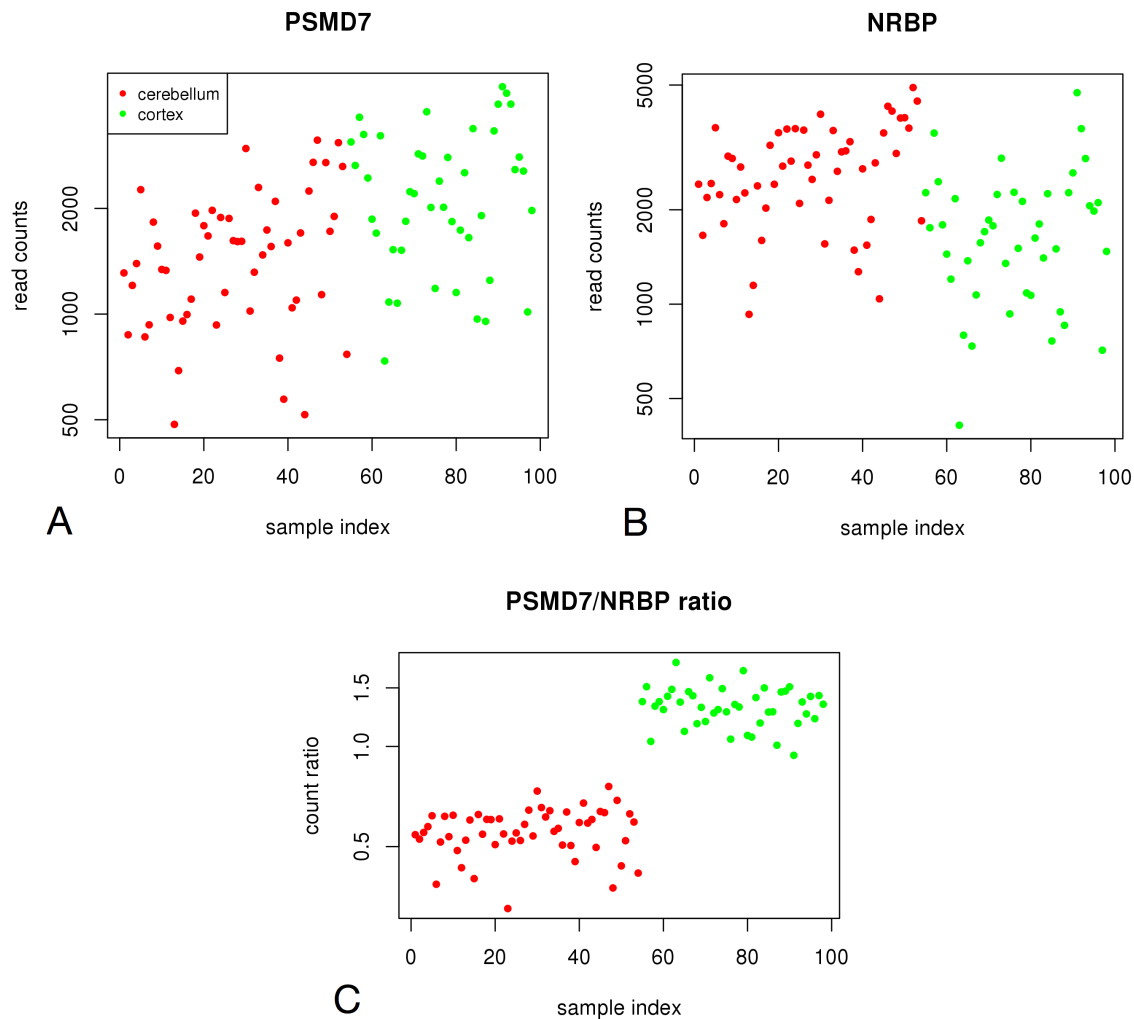 PSMD7
cerebellum
cortex
read counts
2000
1000
500
0 20 40 60 80 100
sample index
A
NRBP
read counts
5000
2000
1000
500
0 20 40 60 80 100
sample index
B
PSMD7/NRBP ratio
count ratio
1.5
1.0
0.5
0 20 40 60 80 100
sample index
C